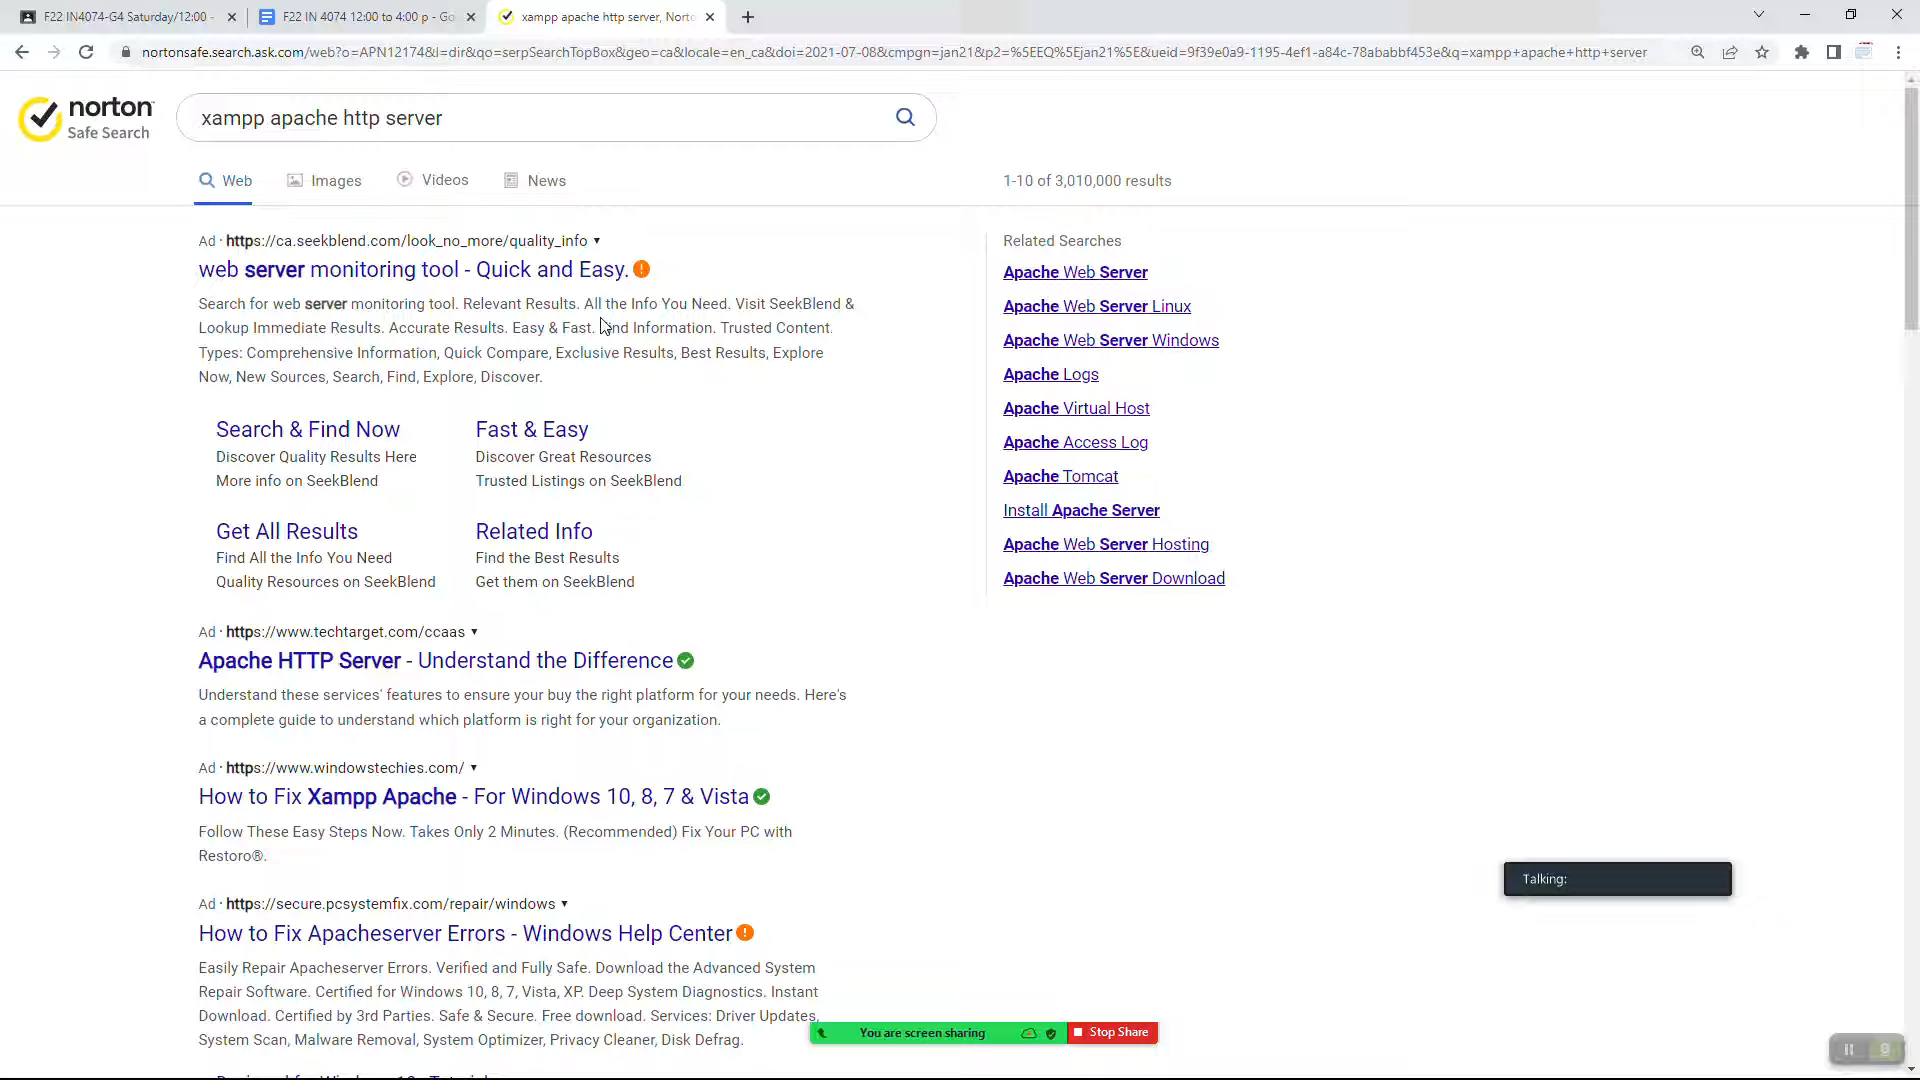 F22 IN4074-G4 Saturday/12:00 -
F22 IN 4074 12:00 to 4:00 p - Go
xampp apache http server, Norto
nortonsafe.search.ask.com/web?o=APN12174&l=dir&qo=serpSearchTopBox&geo=ca&locale=en_ca&doi=2021-07-08&cmpgn=jan21&p2=%5EEQ%5Ejan21%5E&ueid=9f39e0a9-1195-4ef1-a84c-78ababbf453e&q=xampp+apache+http+server
norton
Safe Search
xampp apache http server
Web
Images
Videos
News
1-10 of 3,010,000 results
Ad · https://ca.seekblend.com/look_no_more/quality_info
web server monitoring tool - Quick and Easy.
Search for web server monitoring tool. Relevant Results. All the Info You Need. Visit SeekBlend &
Lookup Immediate Results. Accurate Results. Easy & Fast. Information. Trusted Content.
Types: Comprehensive Information, Quick Compare, Exclusive Results, Best Results, Explore
Now, New Sources, Search, Find, Explore, Discover.
Search & Find Now
Discover Quality Results Here
More info on SeekBlend
Fast & Easy
Discover Great Resources
Trusted Listings on SeekBlend
Get All Results
Find All the Info You Need
Quality Resources on SeekBlend
Related Info
Find the Best Results
Get them on SeekBlend
Ad · https://www.techtarget.com/ccaas
Apache HTTP Server - Understand the Difference
Understand these services' features to ensure your buy the right platform for your needs. Here's
a complete guide to understand which platform is right for your organization.
Ad · https://www.windowstechies.com/
How to Fix Xampp Apache - For Windows 10, 8, 7 & Vista
Follow These Easy Steps Now. Takes Only 2 Minutes. (Recommended) Fix Your PC with
Restoro®.
Ad · https://secure.pcsystemfix.com/repair/windows
How to Fix Apacheserver Errors - Windows Help Center
Easily Repair Apacheserver Errors. Verified and Fully Safe. Download the Advanced System
Repair Software. Certified for Windows 10, 8, 7, Vista, XP. Deep System Diagnostics. Instant
Download. Certified by 3rd Parties. Safe & Secure. Free download. Services: Driver Updates,
System Scan, Malware Removal, System Optimizer, Privacy Cleaner, Disk Defrag.
Related Searches
Apache Web Server
Apache Web Server Linux
Apache Web Server Windows
Apache Logs
Apache Virtual Host
Apache Access Log
Apache Tomcat
Install Apache Server
Apache Web Server Hosting
Apache Web Server Download
Talking:
You are screen sharing
Stop Share